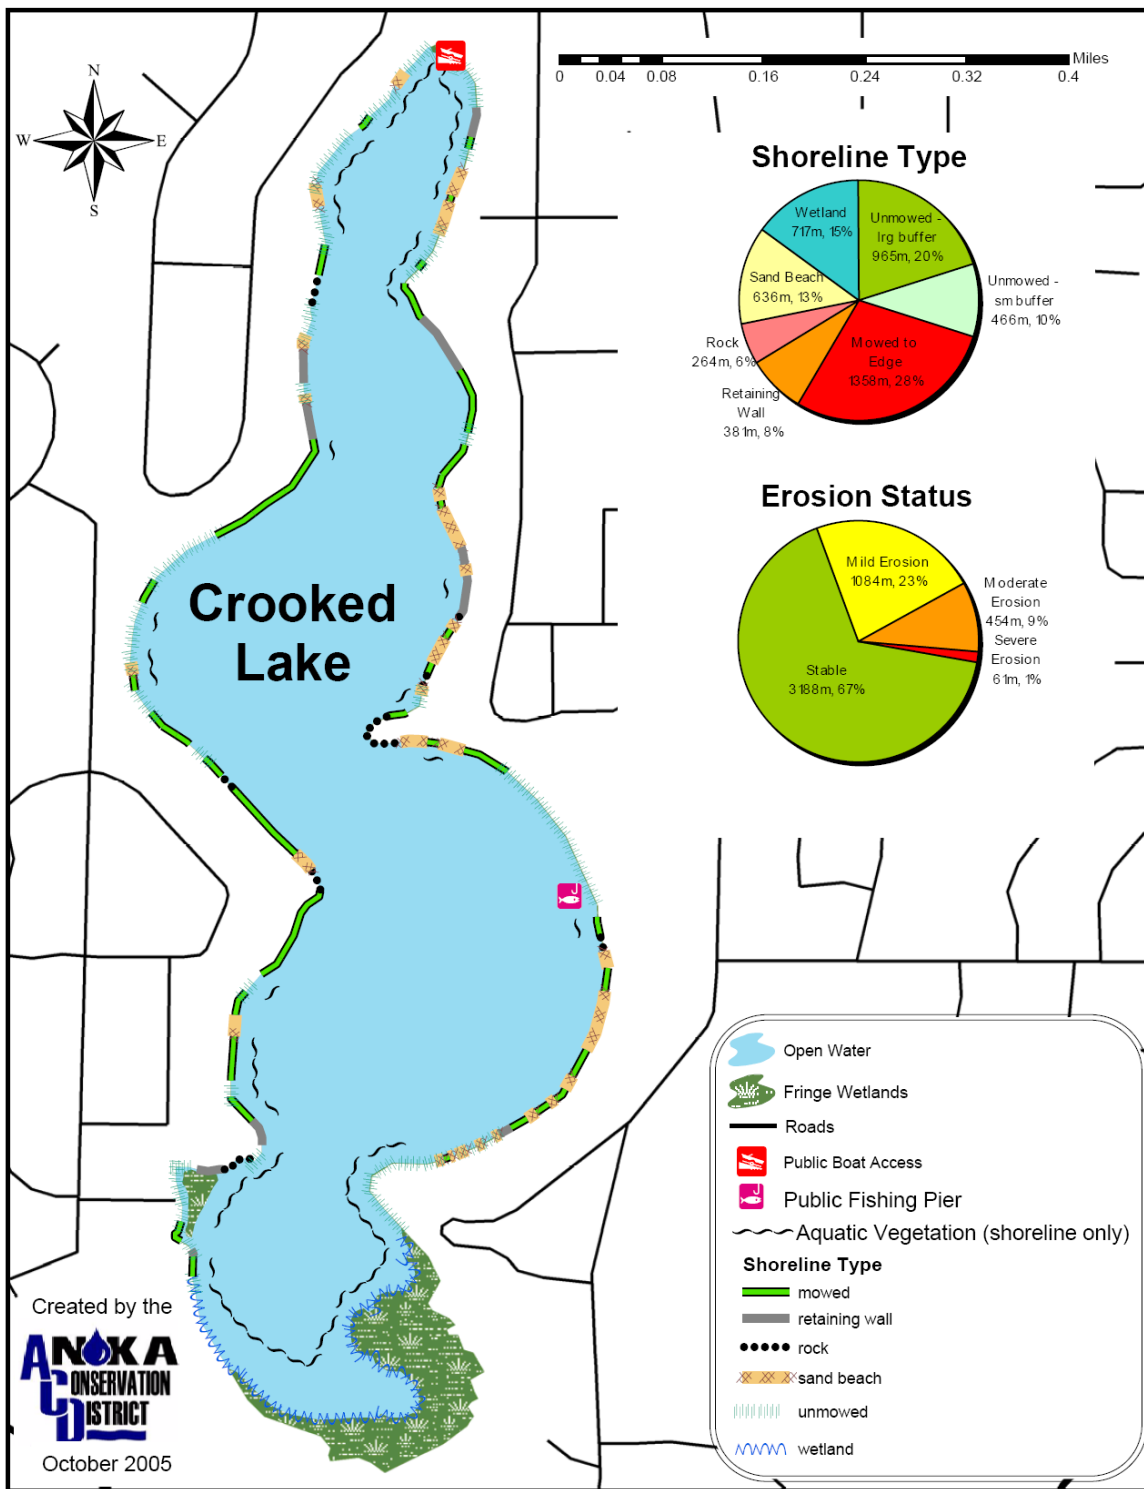 N
W
E
S
Miles
0
0.04
0.08
0.16
0.24
0.32
0.4
Shoreline Type
Wetland
717m, 15%
Unmowed -
lrg buffer
965m, 20%
Unmowed -
sm buffer
466m, 10%
Sand Beach
636m, 13%
Rock
264m, 6%
Mowed to
Edge
1358m, 28%
Retaining
Wall
381m, 8%
Erosion Status
Mild Erosion
1084m, 23%
Moderate
Erosion
454m, 9%
Severe
Erosion
61m, 1%
Stable
3188m, 67%
Crooked
Lake
Open Water
Fringe Wetlands
Roads
Public Boat Access
Public Fishing Pier
Aquatic Vegetation (shoreline only)
Shoreline Type
mowed
retaining wall
rock
sand beach
unmowed
wetland
Created by the
ANOKA
CONSERVATION
DISTRICT
October 2005